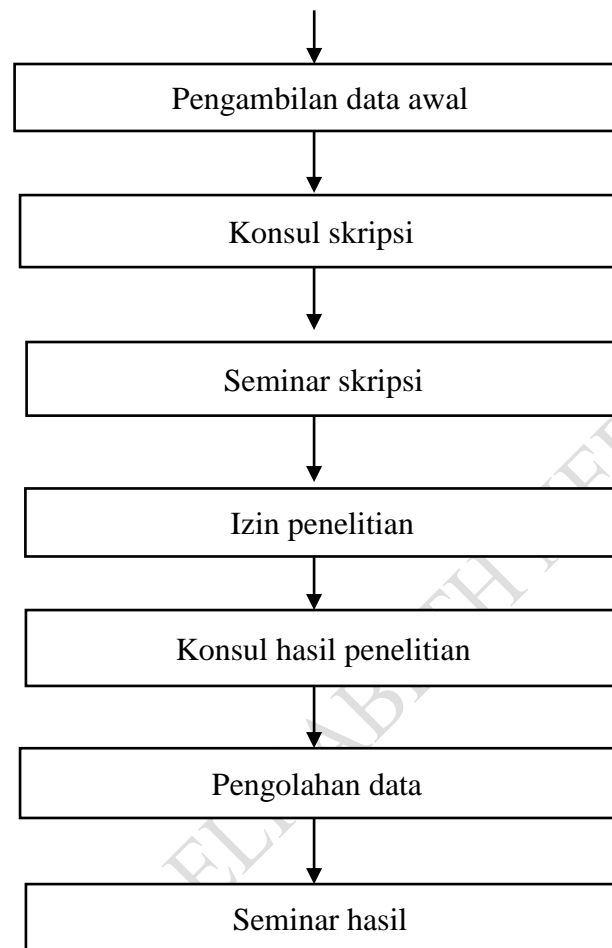 Pengambilan data awal
Konsul skripsi
Seminar skripsi
Izin penelitian
Konsul hasil penelitian
Pengolahan data
Seminar hasil